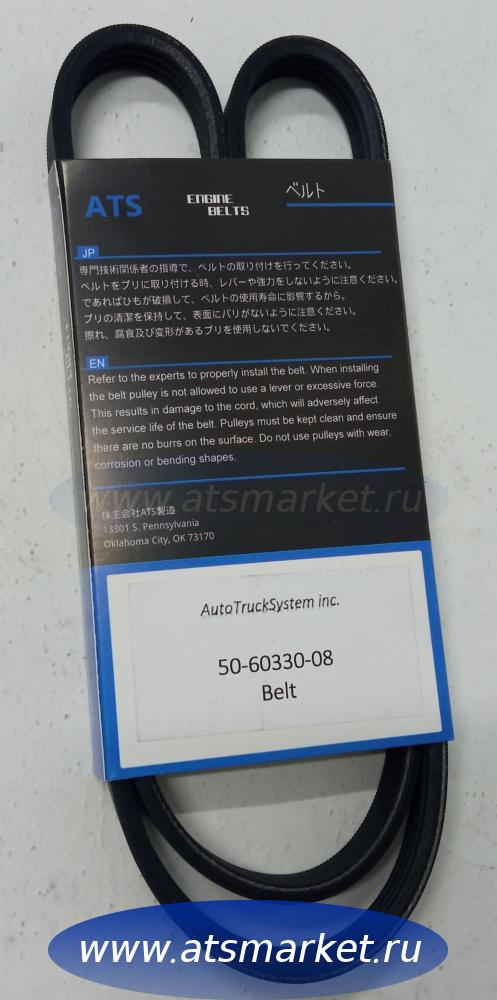 ATS
ENGINE
BELTS
ベルト
JP
専門技術関係者の指導で、ベルトの取り付けを行ってください。
ベルトをプリに取付ける時、レバーや強力をしないように注意ください。
であればひもが破損して、ベルトの使用寿命に影響するから。
プリの清潔を保持して、表面にバリがないように注意ください。
擦れ、腐食及び変形があるプリを使用しないでください。
EN
Refer to the experts to properly install the belt. When installing
the belt pulley is not allowed to use a lever or excessive force.
This results in damage to the cord, which will adversely affect
the service life of the belt. Pulleys must be kept clean and ensure
there are no burrs on the surface. Do not use pulleys with wear,
corrosion or bending shapes.
www.atsmarket.ru
株主会社ATS製造
13301 S. Pennsylvania
Oklahoma City, OK 73170
AutoTruckSystem inc.
50-60330-08
Belt
www.atsmarket.ru